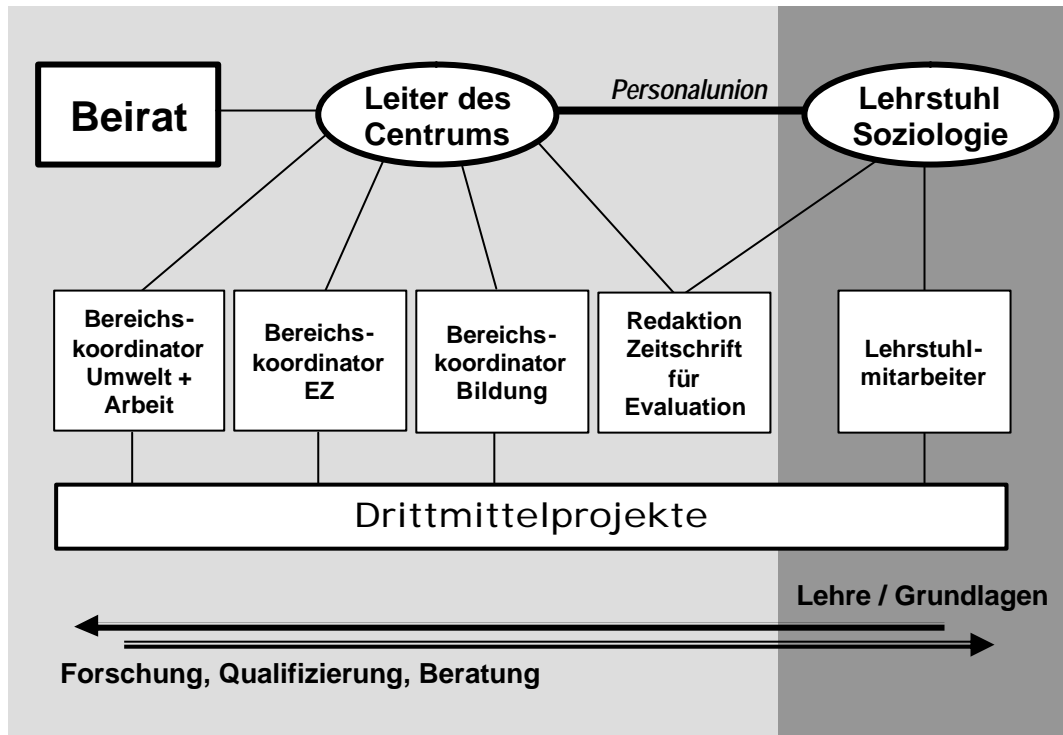 Beirat
Leiter des
Centrums
Personalunion
Lehrstuhl
Soziologie
Bereichs-
koordinator
Umwelt +
Arbeit
Bereichs-
koordinator
EZ
Bereichs-
koordinator
Bildung
Redaktion
Zeitschrift
für
Evaluation
Lehrstuhl-
mitarbeiter
Drittmittelprojekte
Lehre / Grundlagen
Forschung, Qualifizierung, Beratung